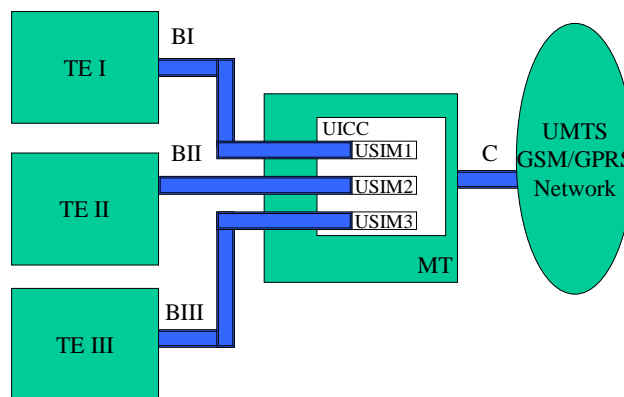 BI
TE I
UICC
USIM1
BII
USIM2
TE II
USIM3
MT
BIII
TE III
C
UMTS
GSM/GPRS
Network